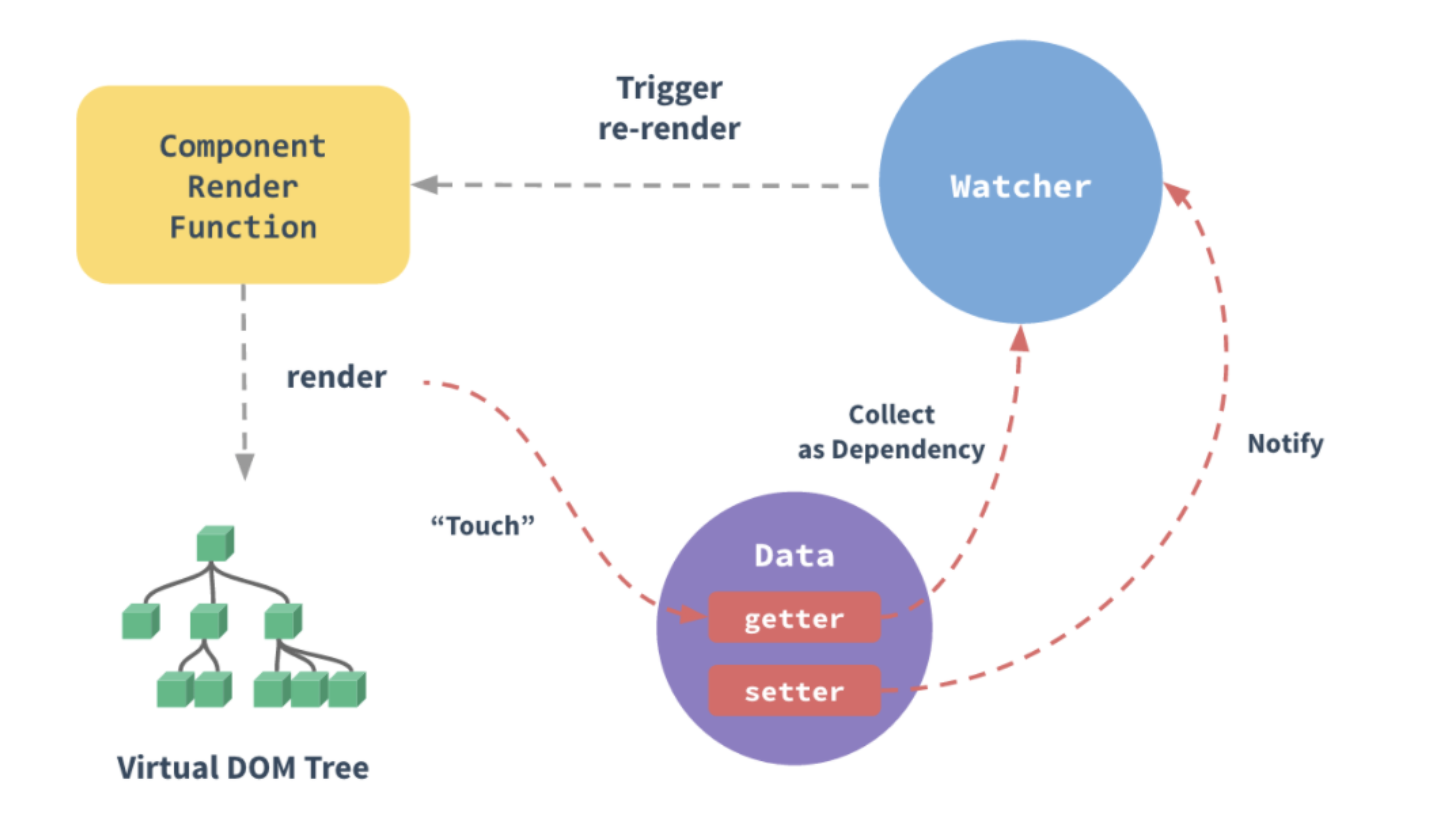 Trigger
re-render
Component
Render
Function
Watcher
render
Collect
as Dependency
Notify
“Touch”
Data
getter
setter
Virtual DOM Tree